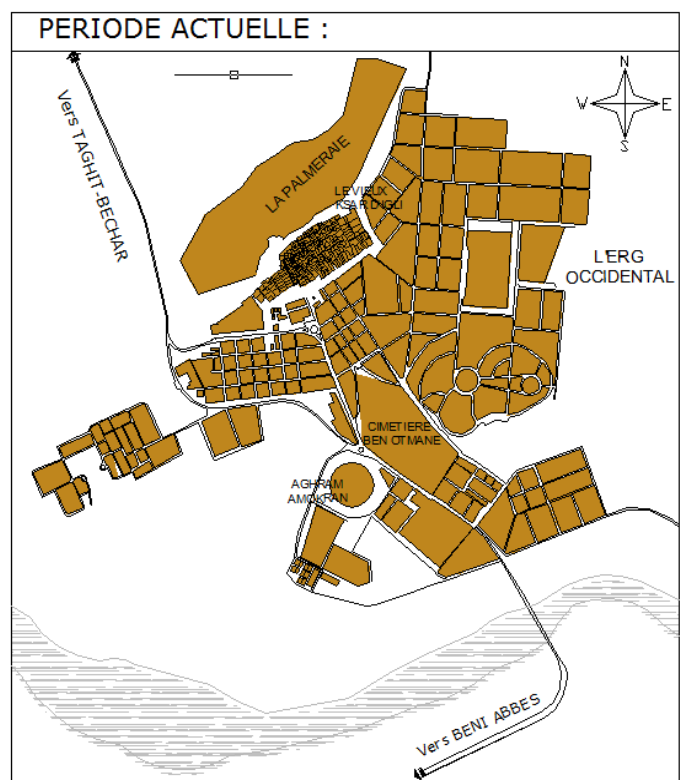 PERIODE ACTUELLE :
N
W
E
S
Vers TAGHIT-BECHAR
LA PALMERAIE
LE VIEUX
KSAR D'IGLI
L'ERG
OCCIDENTAL
CIMETIERE
BEN OTMANE
AGHRAM
AMOKRAN
Vers BENI ABBES